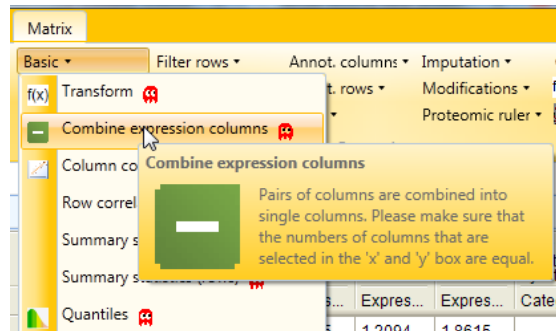 Matrix
Basic Filter rows Annot. columns Imputation
f(x) Transform rows Modifications
Combine expression columns Proteomic ruler
Combine expression columns
Column
Row
Pairs of columns are combined into
single columns. Please make sure that
the numbers of columns that are
selected in the 'x' and 'y' box are equal.
Summary
Summary
Quantiles Expres... Expres... Cate
1.2094 1.8615